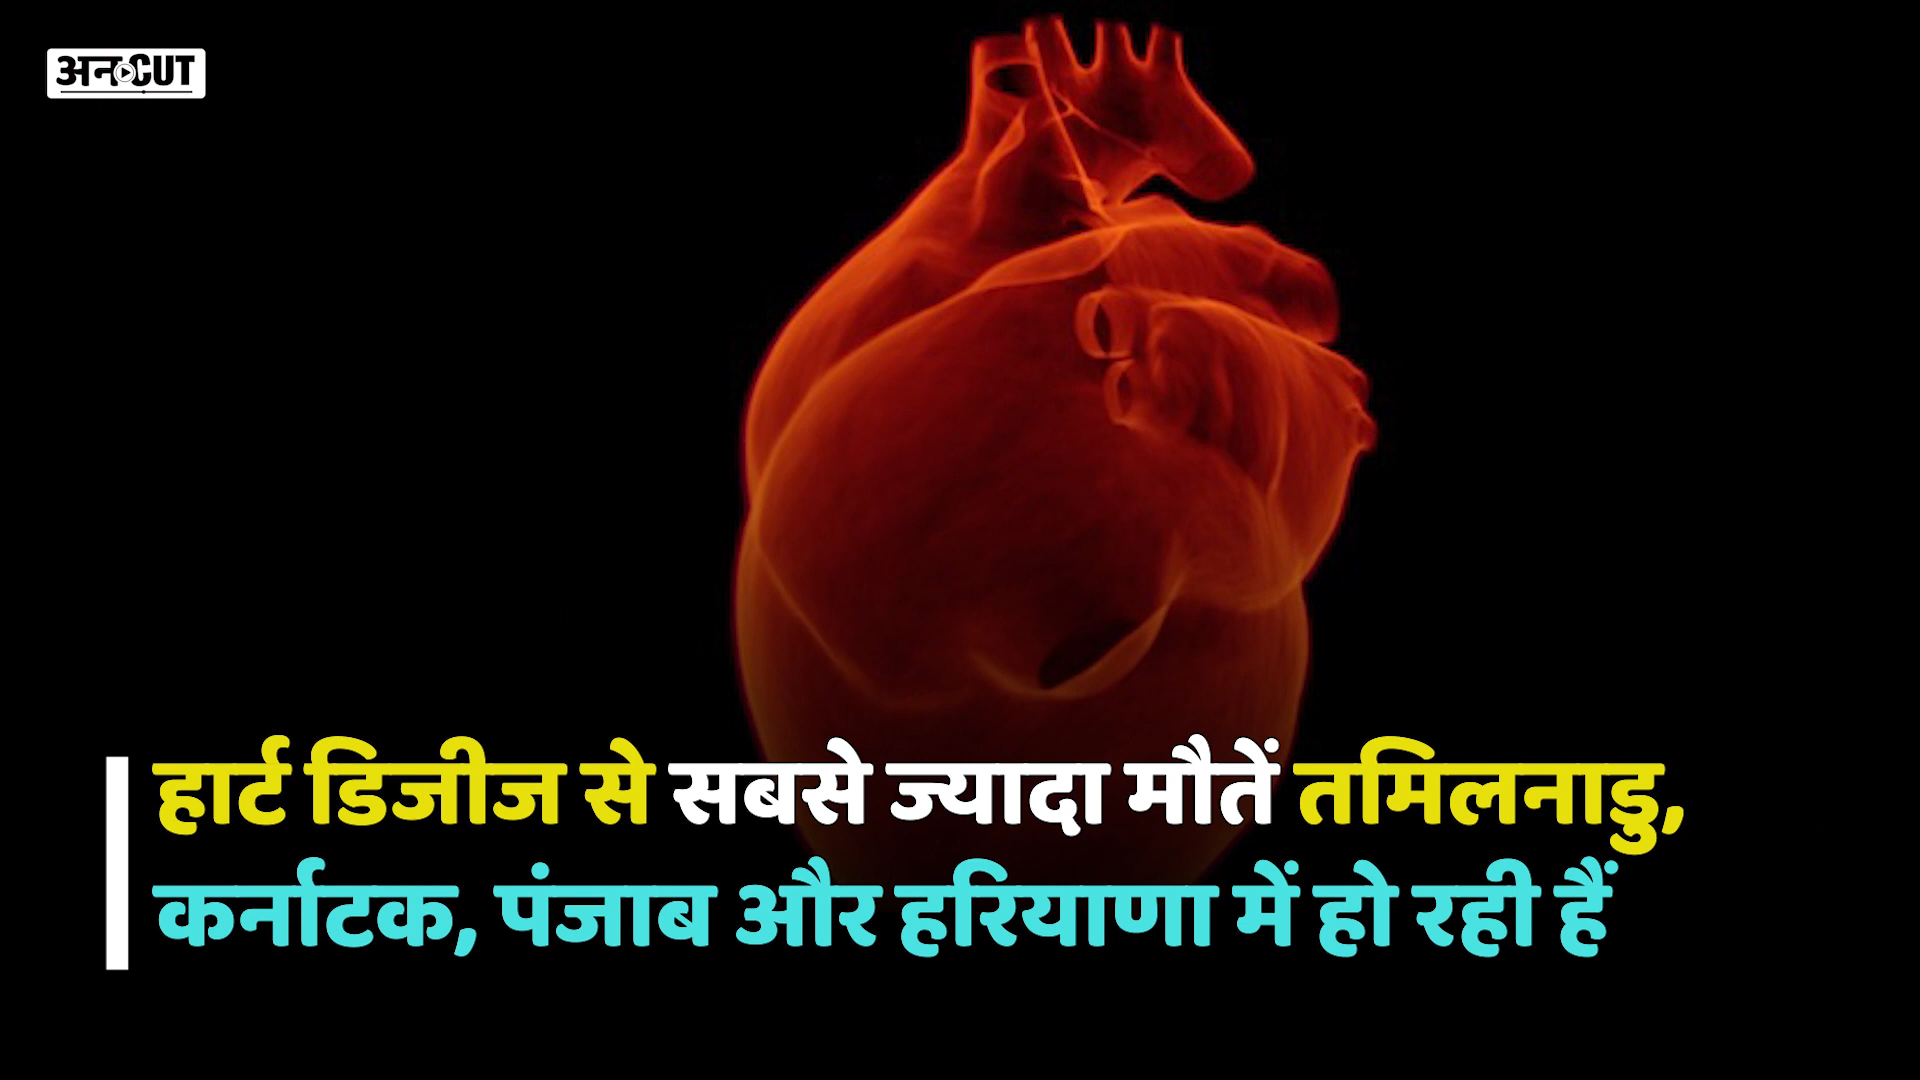 अनCUT
हार्ट डिजीज से सबसे ज्यादा मौतें तमिलनाडु,
कर्नाटक, पंजाब और हरियाणा में हो रही हैं